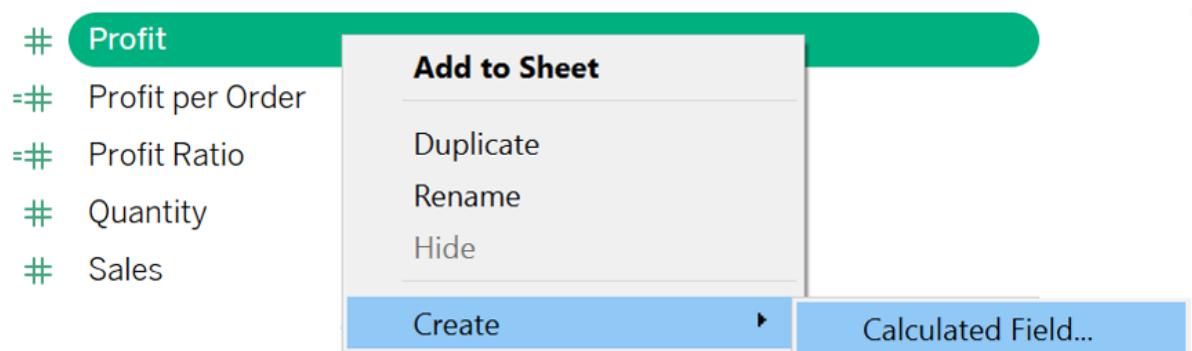 Profit
Add to Sheet
Profit per Order
Duplicate
Profit Ratio
Rename
Quantity
Hide
Sales
Create
Calculated Field...